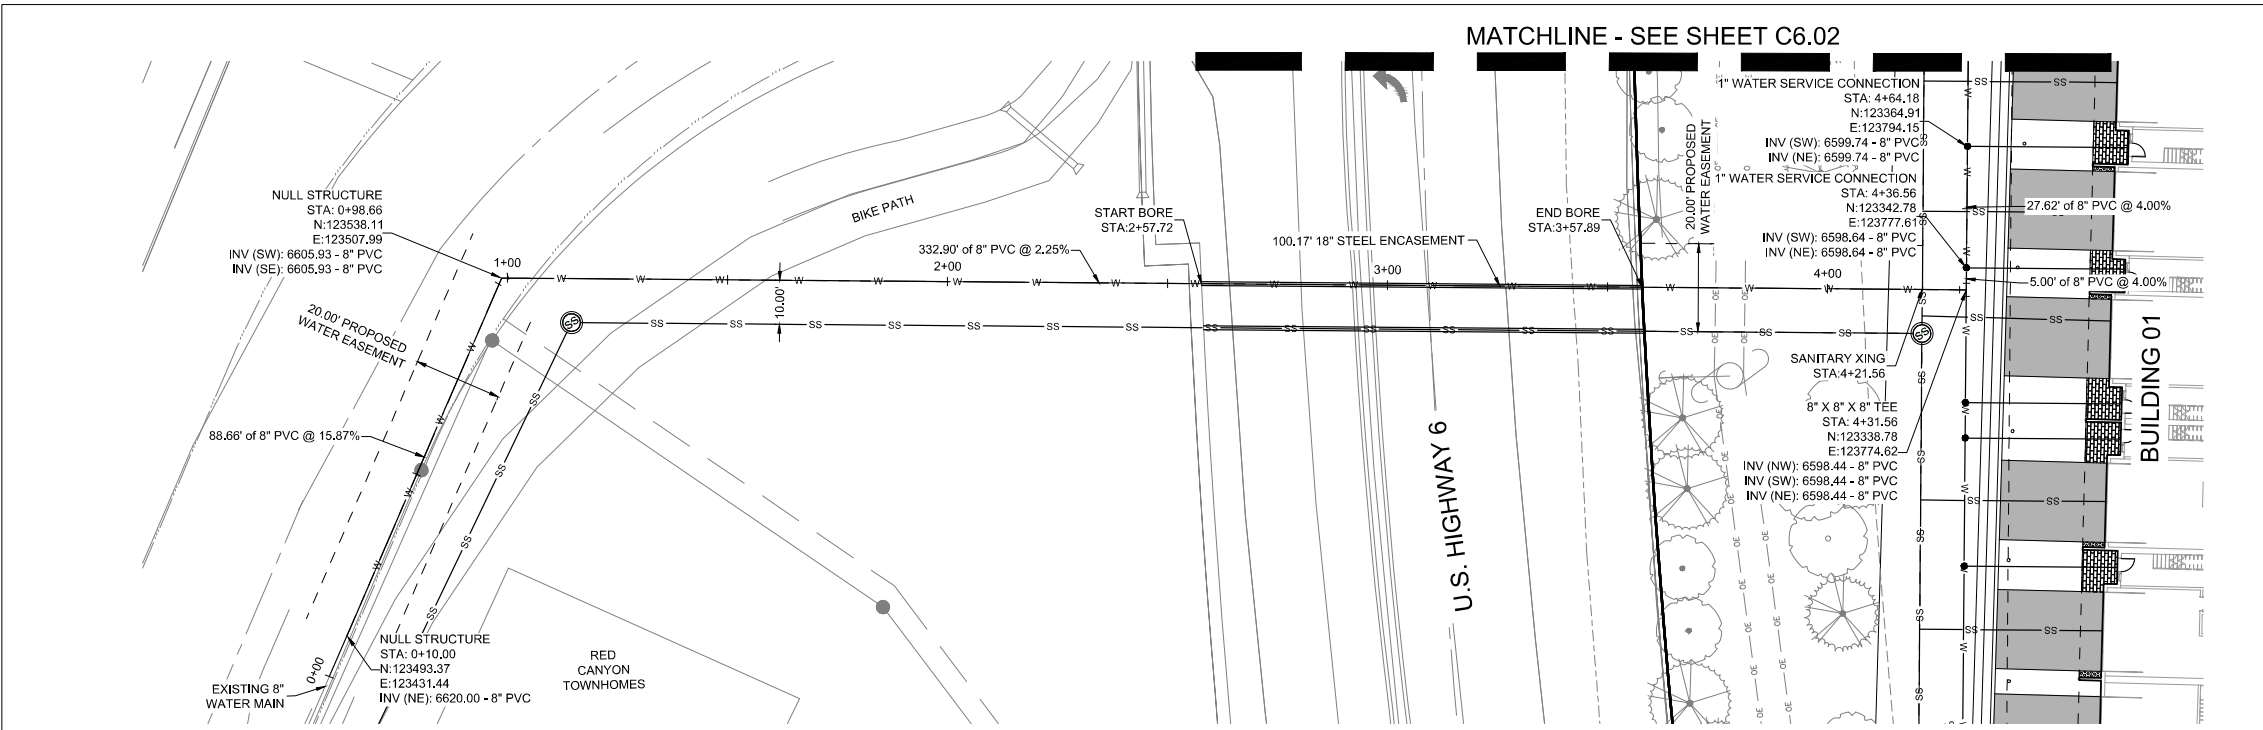 MATCHLINE - SEE SHEET C6.02
1" WATER SERVICE CONNECTION
STA: 4+64.18
N:123364.91
E:123794.15
INV (SW): 6599.74 - 8" PVC
INV (NE): 6599.74 - 8" PVC
1" WATER SERVICE CONNECTION
STA: 4+36.56
N:123342.78
E:123777.61
INV (SW): 6598.64 - 8" PVC
INV (NE): 6598.64 - 8" PVC
27.62' of 8" PVC @ 4.00%
5.00' of 8" PVC @ 4.00%
20.00' PROPOSED
WATER EASEMENT
NULL STRUCTURE
STA: 0+98.66
N:123538.11
E:123507.99
INV (SW): 6605.93 - 8" PVC
INV (SE): 6605.93 - 8" PVC
BIKE PATH
START BORE
STA:2+57.72
END BORE
STA:3+57.89
332.90' of 8" PVC @ 2.25%
100.17' 18" STEEL ENCASEMENT
1+00
2+00
3+00
4+00
10.00'
20.00' PROPOSED
WATER EASEMENT
88.66' of 8" PVC @ 15.87%
SANITARY XING
STA:4+21.56
8" X 8" X 8" TEE
STA: 4+31.56
N:123338.78
E:123774.62
INV (NW): 6598.44 - 8" PVC
INV (SW): 6598.44 - 8" PVC
INV (NE): 6598.44 - 8" PVC
BUILDING 01
U.S. HIGHWAY 6
NULL STRUCTURE
STA: 0+10.00
N:123493.37
E:123431.44
INV (NE): 6620.00 - 8" PVC
0+00
EXISTING 8"
WATER MAIN
RED
CANYON
TOWNHOMES
W
SS
OE